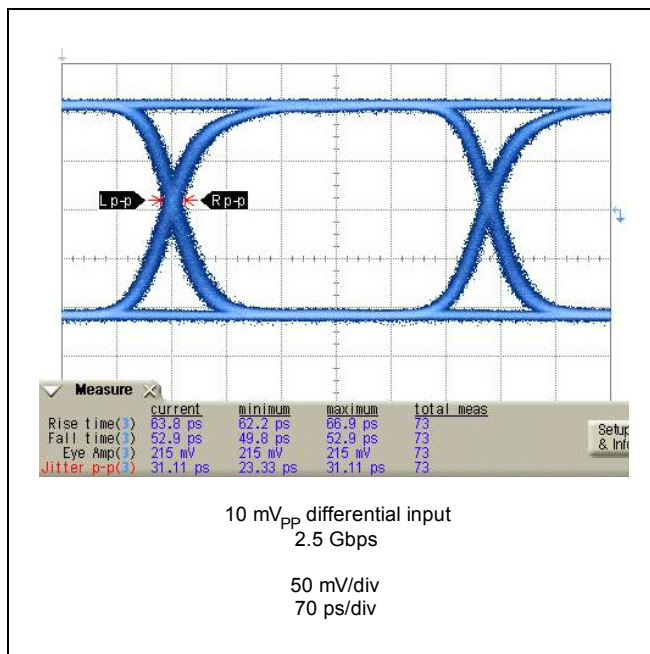 L p-p R p-p
Measure
current minimum maximum total meas
Rise time(3) 63.8 ps 62.2 ps 66.9 ps 73
Fall time(3) 52.9 ps 49.8 ps 52.9 ps 73
Eye Amp(3) 215 mV 215 mV 215 mV 73
Jitter p-p(3) 31.11 ps 23.33 ps 31.11 ps 73
Setup
& Info
10 mVPP differential input
2.5 Gbps
50 mV/div
70 ps/div